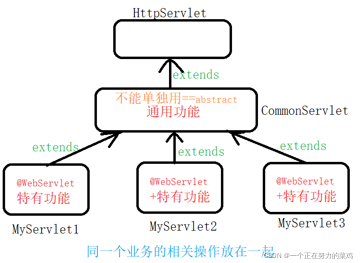 HttpServlet
extends
不能单独用==abstract
通用功能
CommonServlet
extends
extends
extends
@WebServlet
特有功能
@WebServlet
+特有功能
@WebServlet
+特有功能
MyServlet1
MyServlet2
MyServlet3
同一个业务的相关操作放在一起
CSDN @一个正在努力的菜鸡